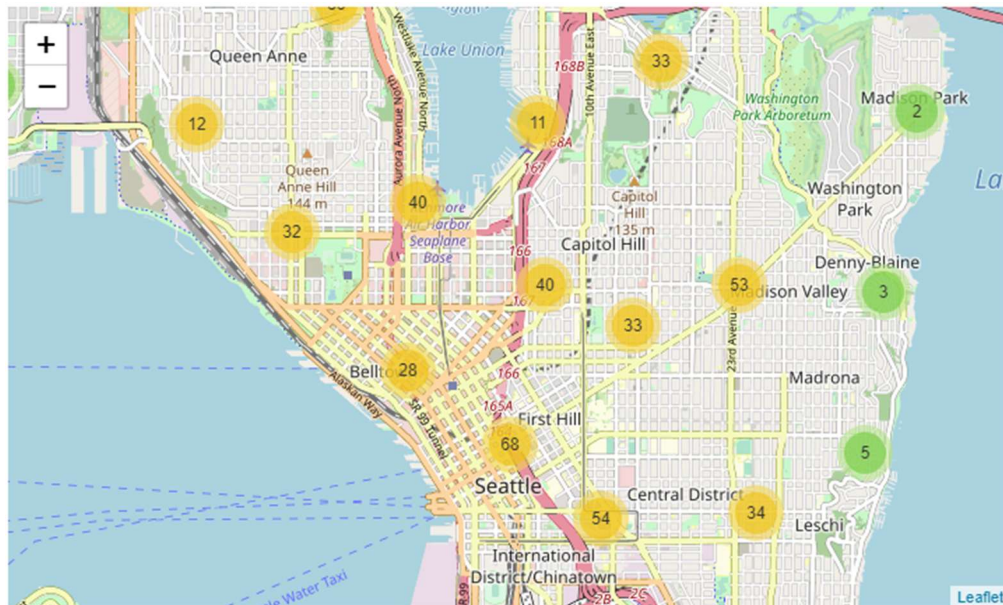 +
−
Queen Anne
Lake Union
Westlake Avenue North
Aurora Avenue North
168B
10th Avenue East
33
Washington
Park Arboretum
Madison Park
2
12
11
168A
167
Queen
Anne Hill
144 m
40
Air Harbor
Seaplane
Base
Capitol
Hill
135 m
Washington
Park
32
166
Capitol Hill
Denny-Blaine
40
53
Madison Valley
3
167
33
23rd Avenue
28
166
Alaskan Way
SR 99 Tunnel
165A
Madrona
First Hill
68
5
Seattle
Central District
54
34
Leschi
International
District/Chinatown
Water Taxi
SR 99
2B
2C
Leaflet